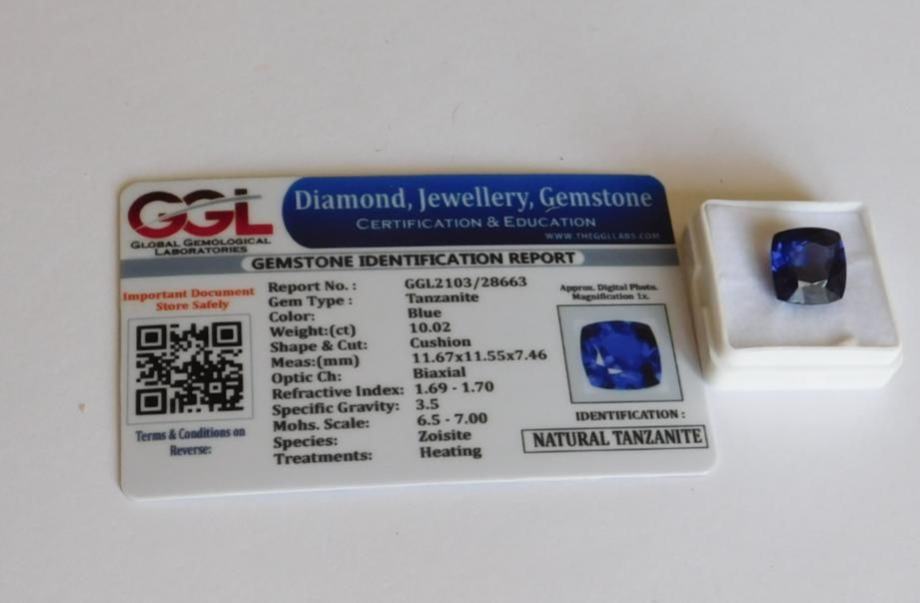 GGL
GLOBAL GEMOLOGICAL
LABORATORIES
Diamond, Jewellery, Gemstone
CERTIFICATION & EDUCATION
WWW.THEGGLLABS.COM
GEMSTONE IDENTIFICATION REPORT
Important Document
Store Safely
Terms & Conditions on
Reverse:
Report No. : GGL2103/28663
Gem Type : Tanzanite
Color: Blue
Weight:(ct) 10.02
Shape & Cut: Cushion
Meas:(mm) 11.67x11.55x7.46
Optic Ch: Biaxial
Refractive Index: 1.69 - 1.70
Specific Gravity: 3.5
Mohs. Scale: 6.5 - 7.00
Species: Zoisite
Treatments: Heating
Approx. Digital Photo.
Magnification 1x.
IDENTIFICATION :
NATURAL TANZANITE